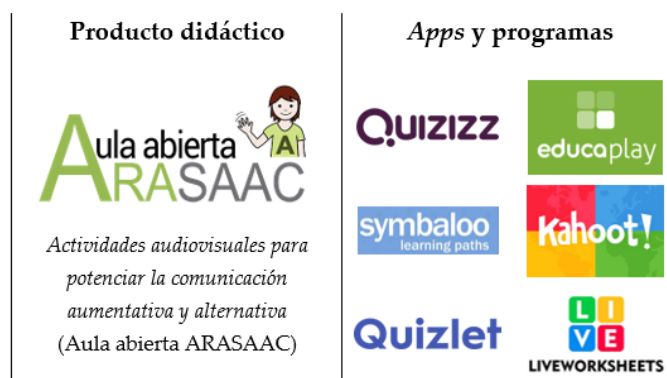 Producto didáctico
Aula abierta
A
ARASAAC
Actividades audiovisuales para
potenciar la comunicación
aumentativa y alternativa
(Aula abierta ARASAAC)
Apps y programas
QUIZIZZ
educaplay
symbaloo
learning paths
Kahoot!
Quizlet
LIVE
LIVEWORKSHEETS